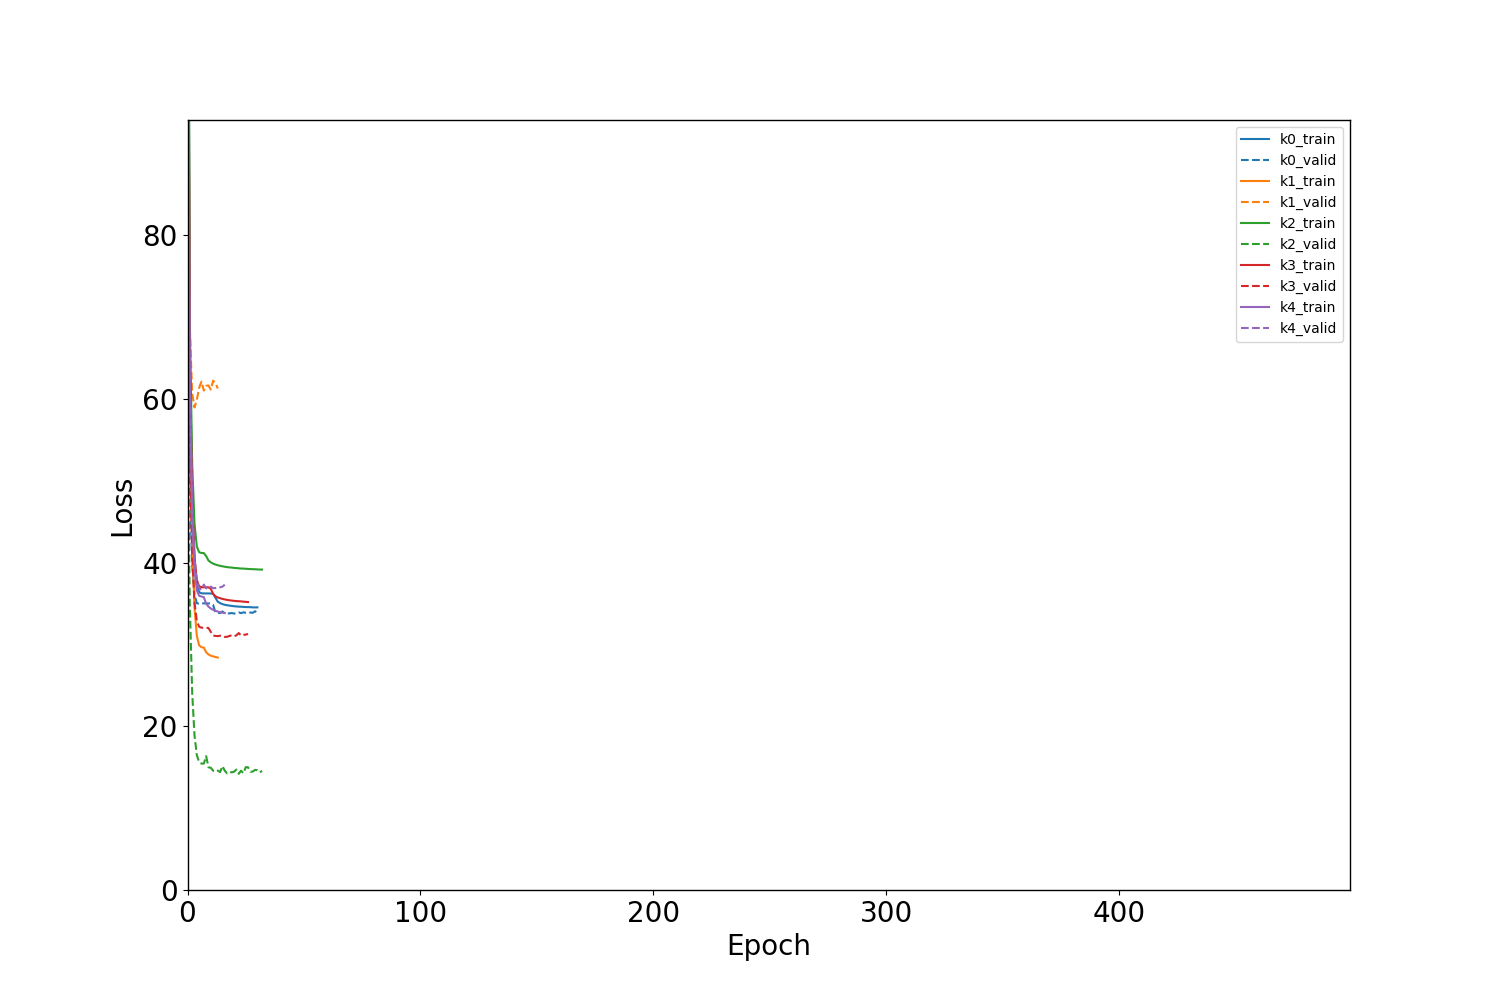 k0_train
k0_valid
k1_train
k1_valid
k2_train
k2_valid
k3_train
k3_valid
k4_train
k4_valid
80
60
40
20
0
Loss
0 100 200 300 400
Epoch